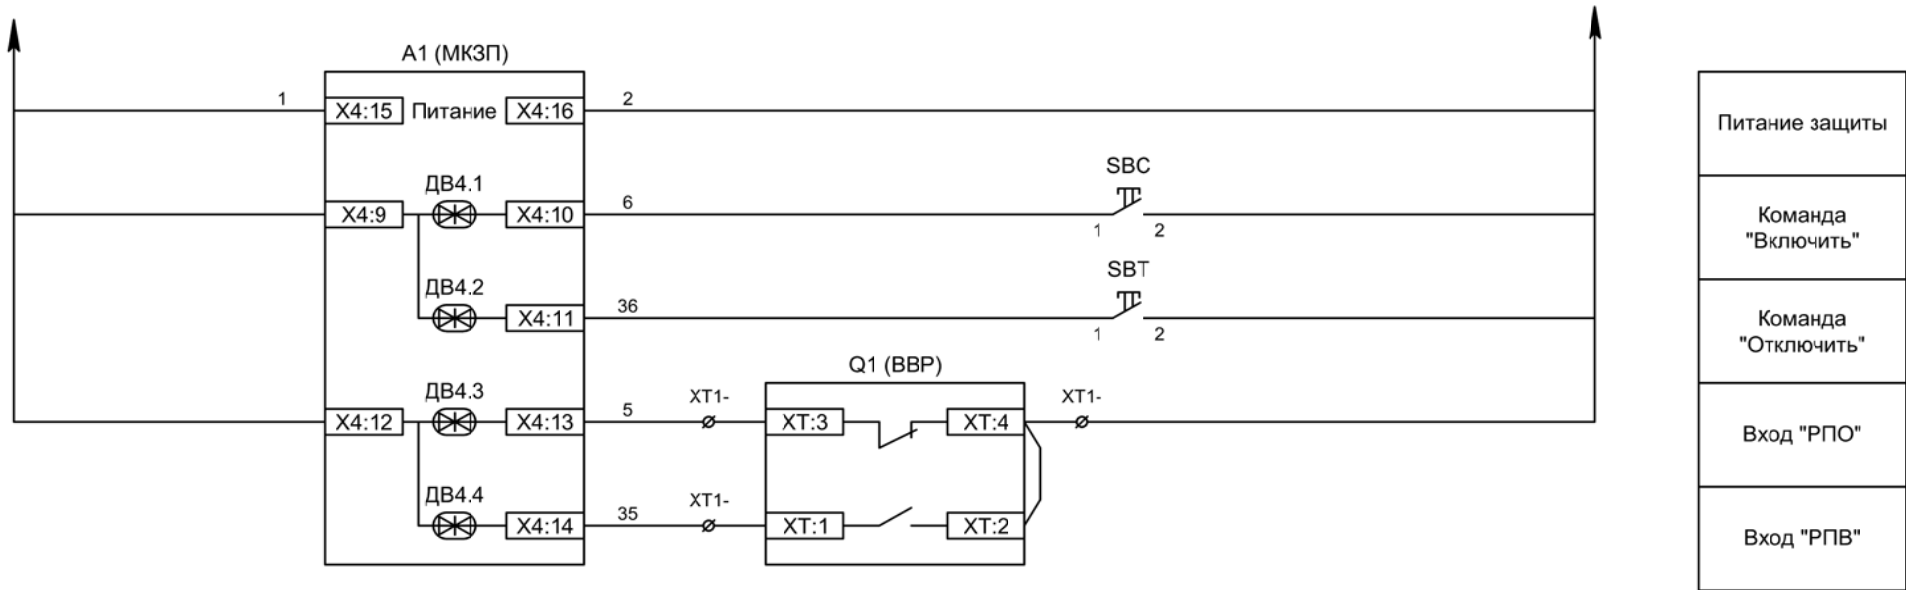 А1 (МКЗП)
1
X4:15
Питание
X4:16
2
Питание защиты
ДВ4.1
X4:9
X4:10
6
SBC
1
2
Команда
"Включить"
ДВ4.2
X4:11
36
SBT
1
2
Команда
"Отключить"
Q1 (ВВР)
ДВ4.3
X4:12
X4:13
5
XT1-
XT:3
XT:4
XT1-
Вход "РПО"
ДВ4.4
X4:14
35
XT1-
XT:1
XT:2
Вход "РПВ"